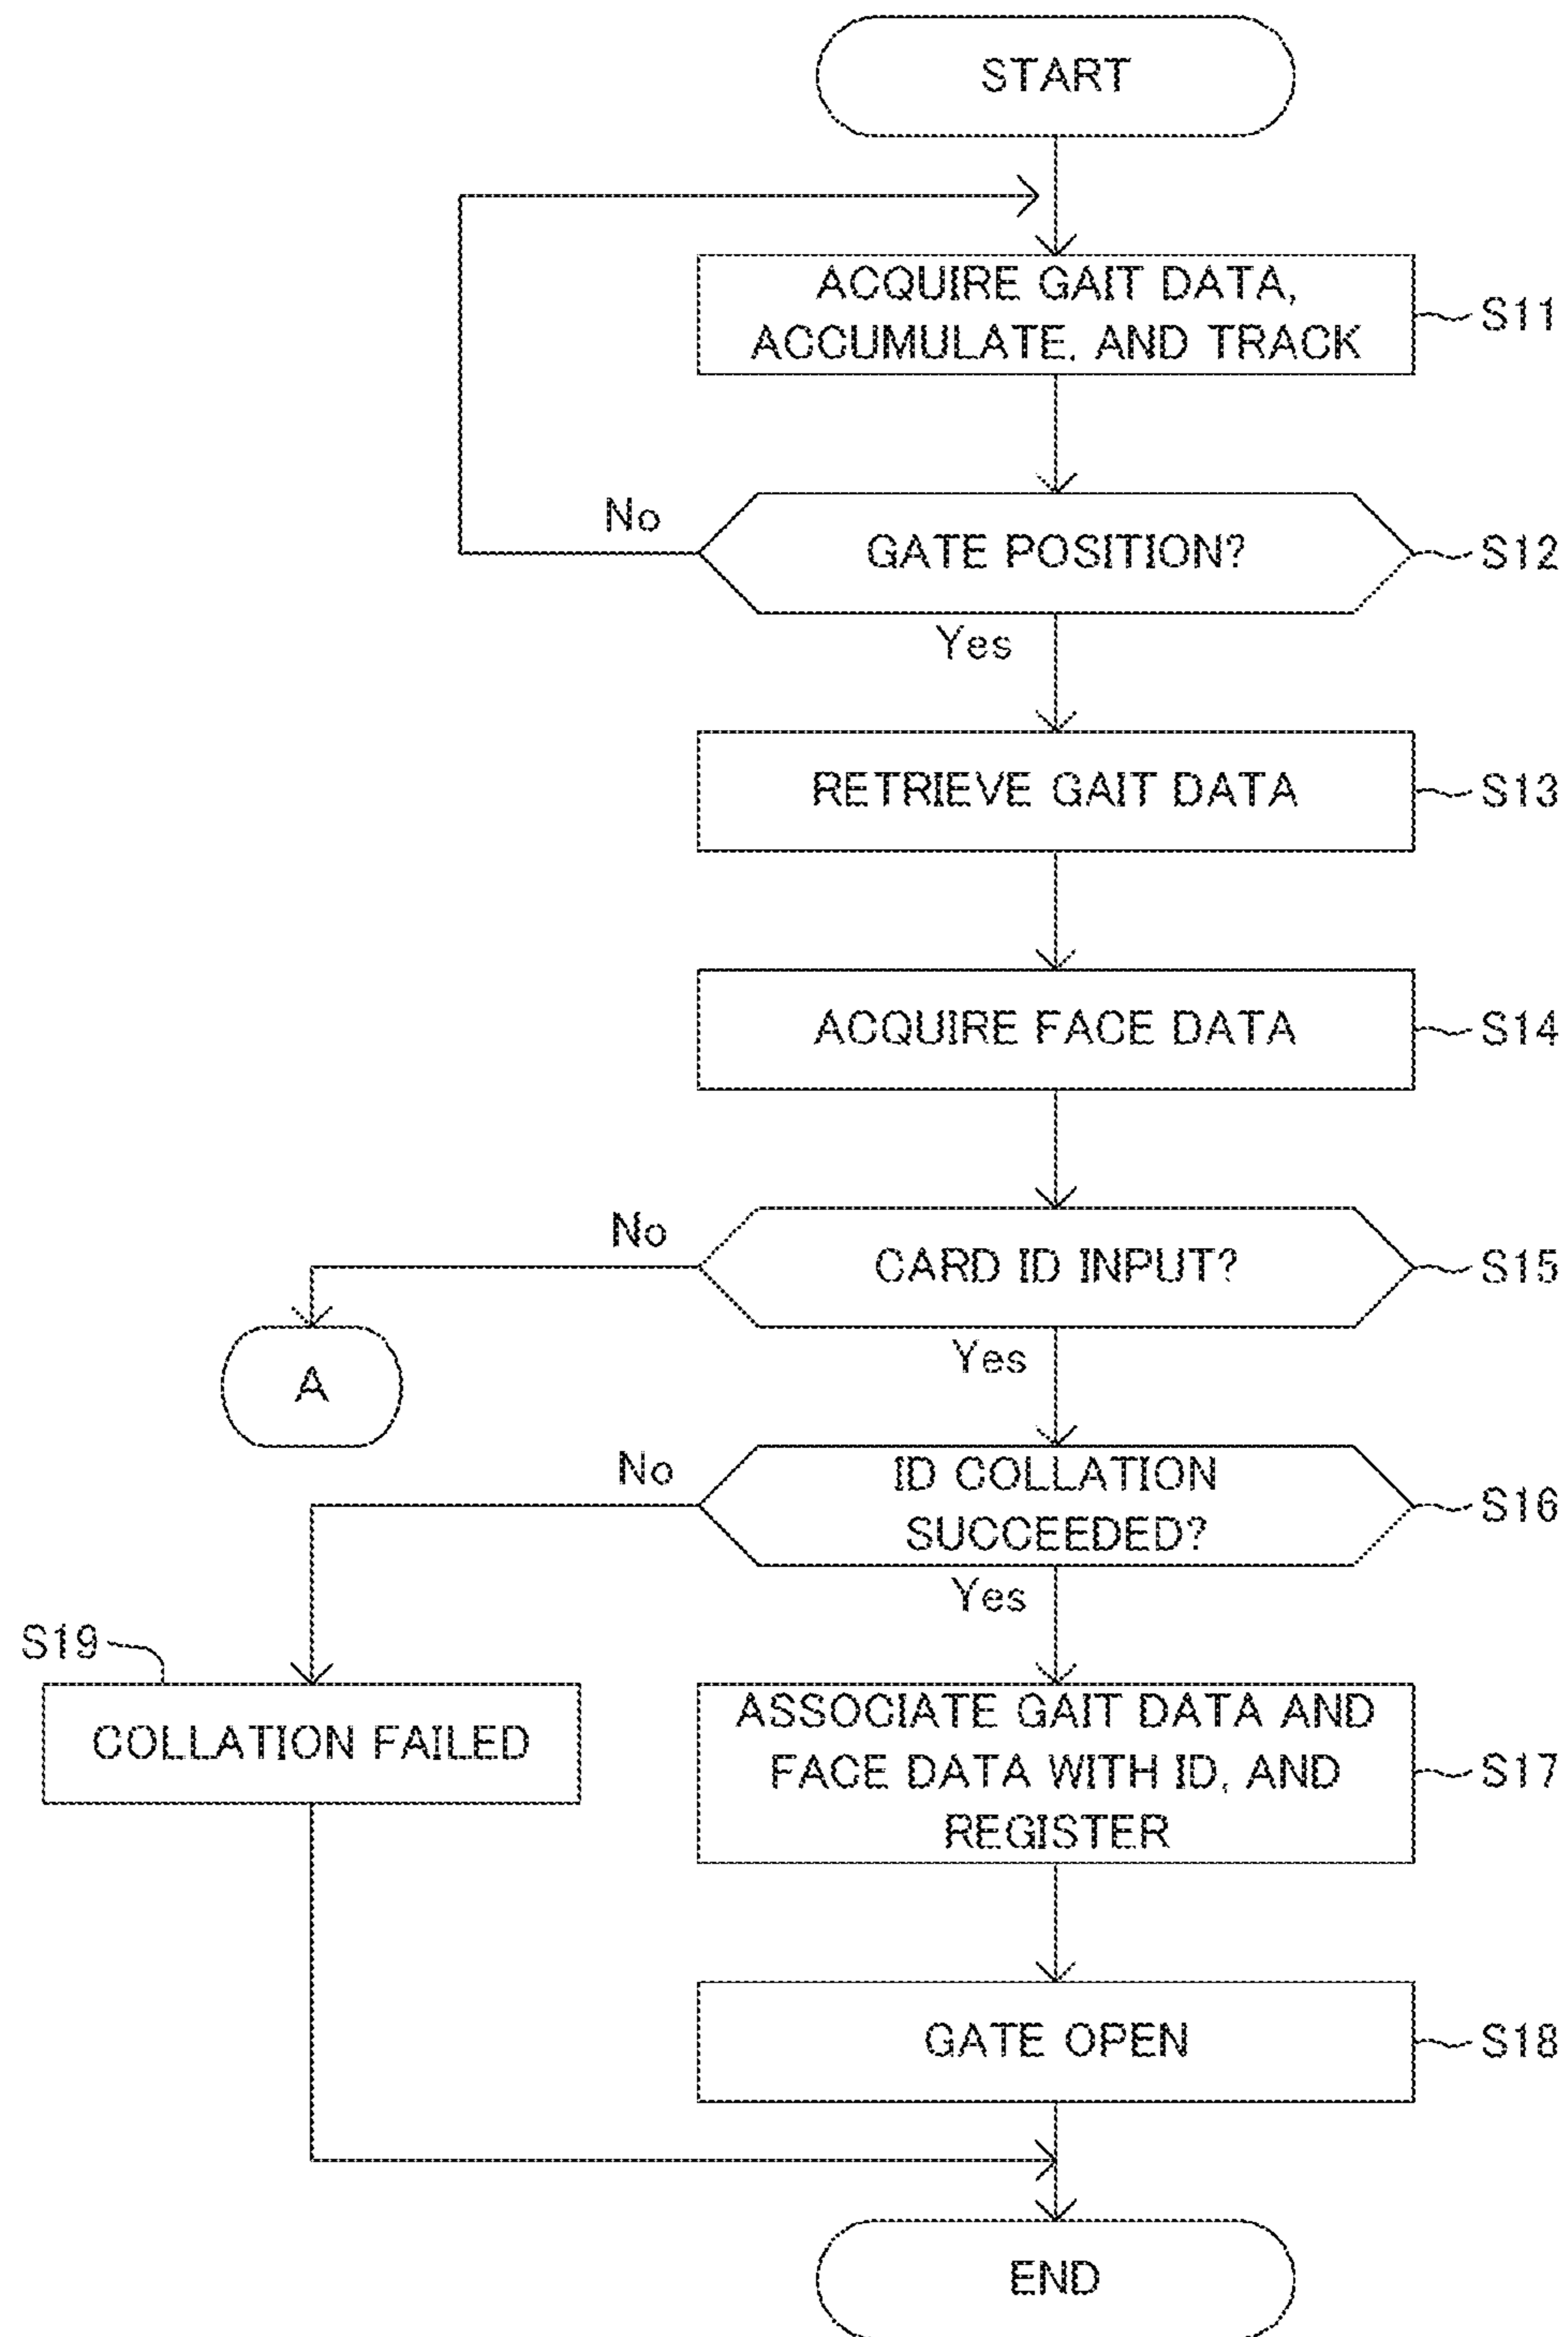 START
ACQUIRE GAIT DATA,
ACCUMULATE, AND TRACK
S11
No
GATE POSITION?
S12
Yes
RETRIEVE GAIT DATA
S13
ACQUIRE FACE DATA
S14
No
CARD ID INPUT?
S15
Yes
A
No
ID COLLATION
SUCCEEDED?
S16
Yes
S19
COLLATION FAILED
ASSOCIATE GAIT DATA AND
FACE DATA WITH ID, AND
REGISTER
S17
GATE OPEN
S18
END